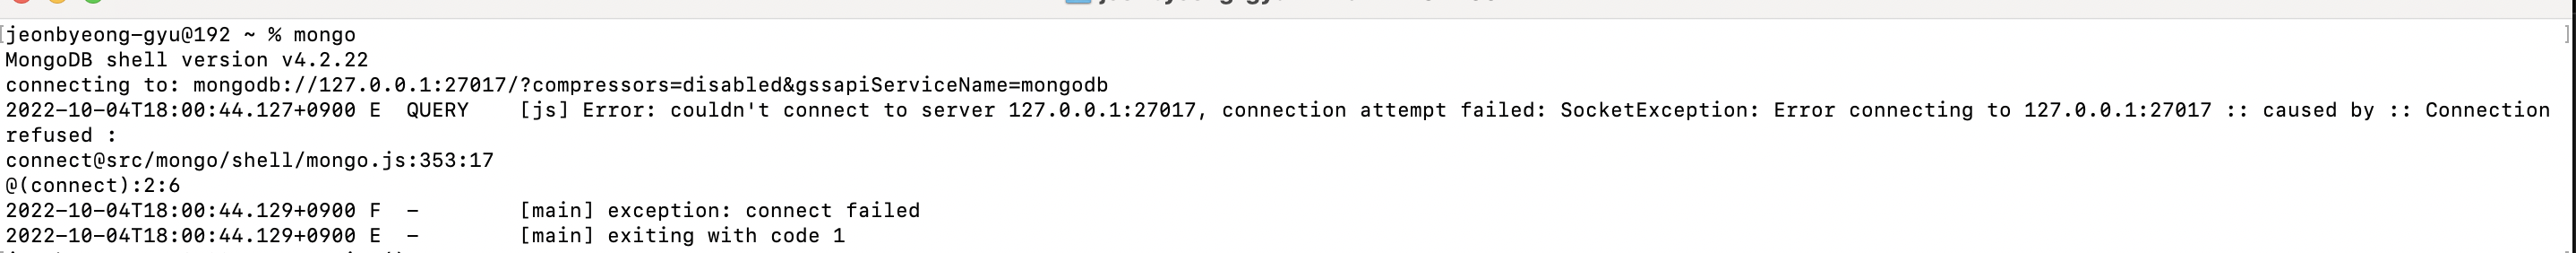 [jeonbyeong-gyu@192 ~ % mongo ]
MongoDB shell version v4.2.22
connecting to: mongodb://127.0.0.1:27017/?compressors=disabled&gssapiServiceName=mongodb
2022-10-04T18:00:44.127+0900 E  QUERY    [js] Error: couldn't connect to server 127.0.0.1:27017, connection attempt failed: SocketException: Error connecting to 127.0.0.1:27017 :: caused by :: Connection
refused :
connect@src/mongo/shell/mongo.js:353:17
@(connect):2:6
2022-10-04T18:00:44.129+0900 F  -        [main] exception: connect failed
2022-10-04T18:00:44.129+0900 E  -        [main] exiting with code 1